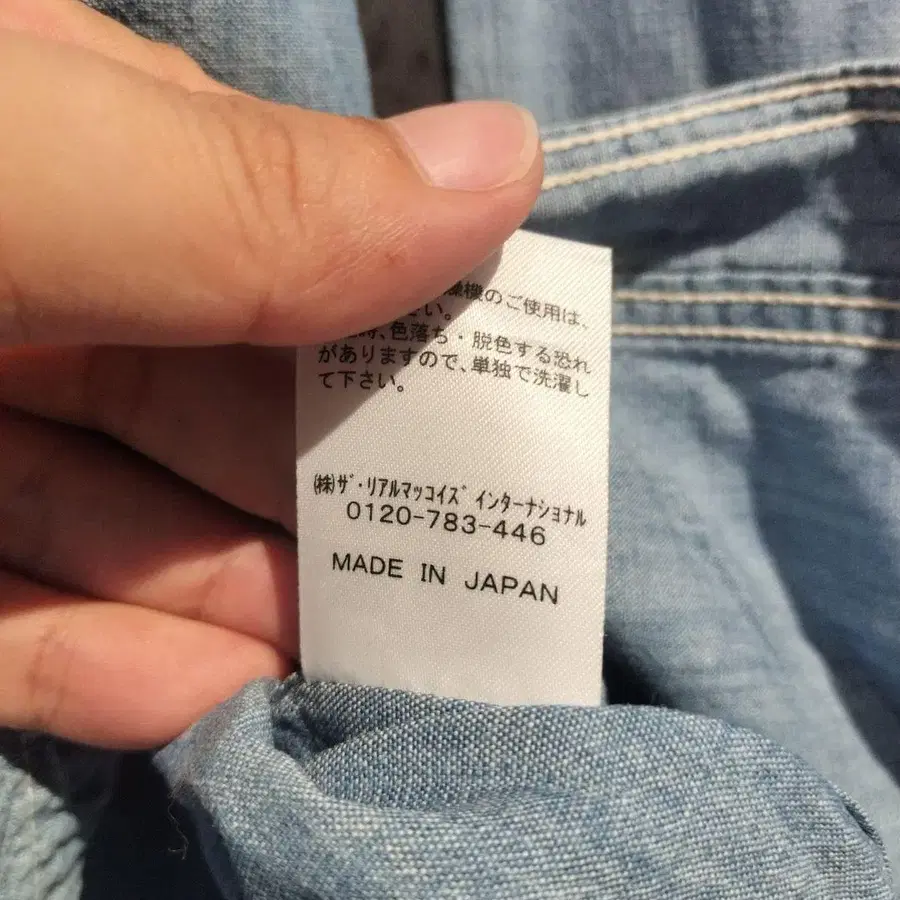 燥機のご使用は、
さい。
時、色落ち・脱色する恐れ
がありますので、単独で洗濯し
て下さい。
㈱ザ・リアルマッコイズ インターナショナル
0120-783-446
MADE IN JAPAN